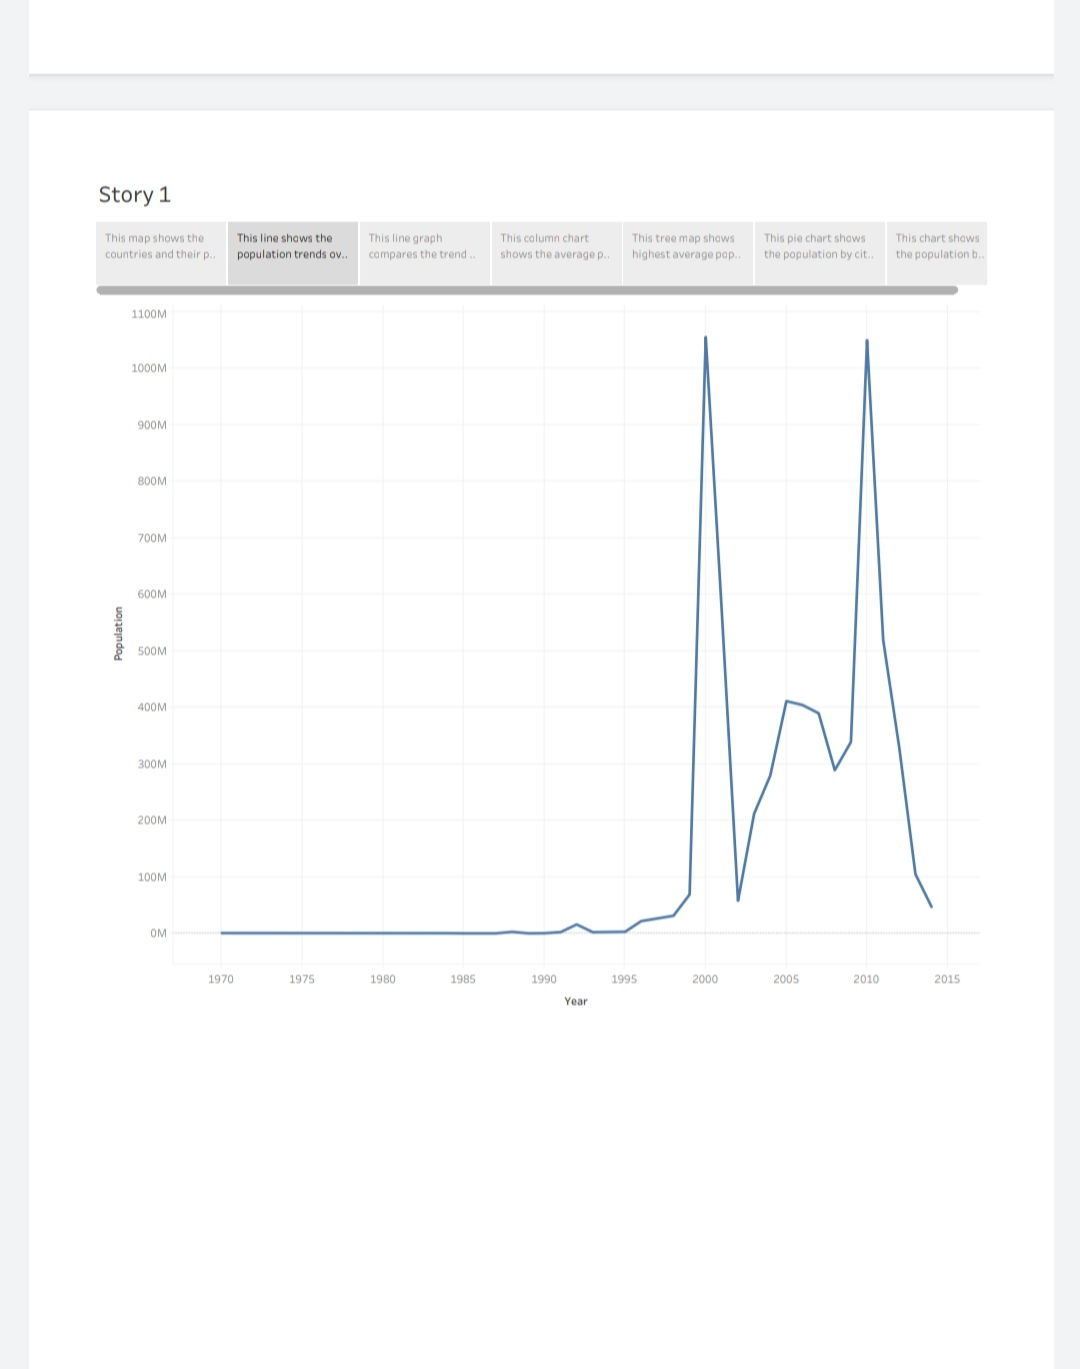 Story 1
This map shows the
countries and their p..
This line shows the
population trends ov..
This line graph
compares the trend ..
This column chart
shows the average p..
This tree map shows
highest average pop..
This pie chart shows
the population by cit..
This chart shows
the population b..
1100M
1000M
900M
800M
700M
600M
500M
400M
300M
200M
100M
0M
Population
1970 1975 1980 1985 1990 1995 2000 2005 2010 2015
Year